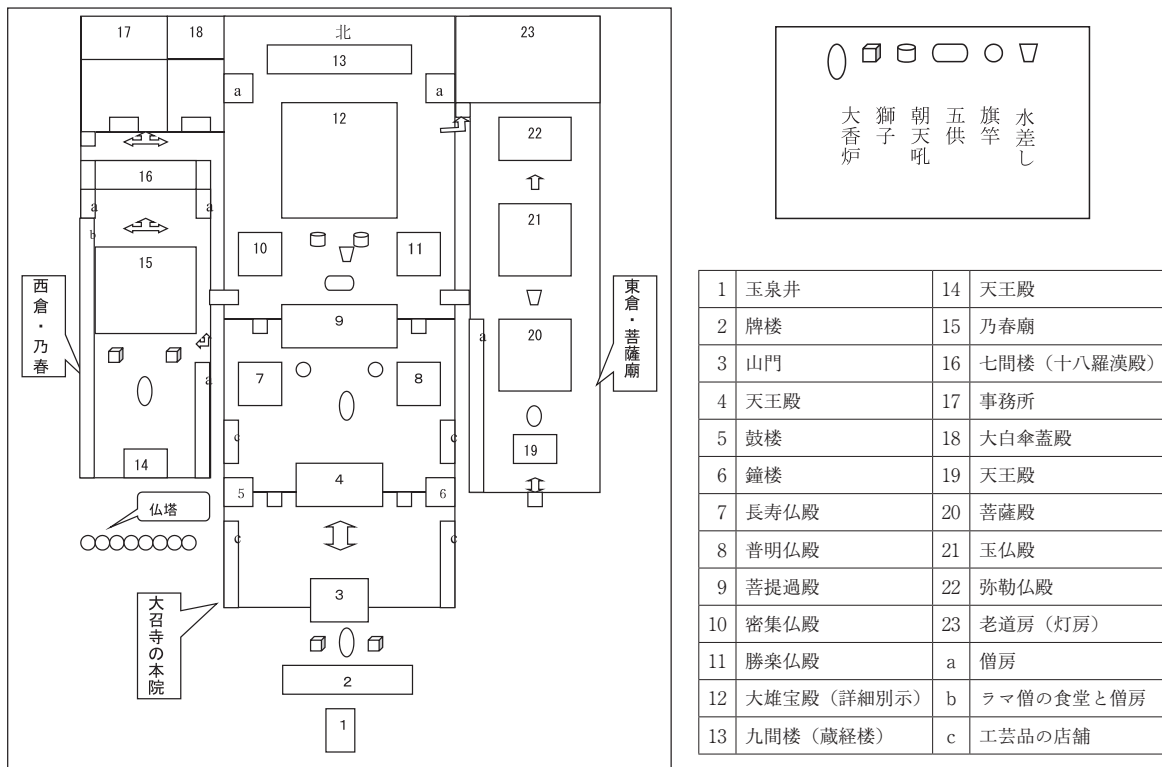 17
18
北
23
13
a
a
12
22
16
a
a
b
21
10
11
15
西倉・乃春
東倉・菩薩廟
9
a
20
7
8
a
c
c
19
14
4
5
6
仏塔
c
c
3
大召寺の本院
2
1
大香炉
獅子
朝天吼
五供
旗竿
水差し
1 玉泉井 14 天王殿
2 牌楼 15 乃春廟
3 山門 16 七間楼（十八羅漢殿）
4 天王殿 17 事務所
5 鼓楼 18 大白傘蓋殿
6 鐘楼 19 天王殿
7 長寿仏殿 20 菩薩殿
8 普明仏殿 21 玉仏殿
9 菩提過殿 22 弥勒仏殿
10 密集仏殿 23 老道房（灯房）
11 勝楽仏殿 a 僧房
12 大雄宝殿（詳細別示） b ラマ僧の食堂と僧房
13 九間楼（蔵経楼） c 工芸品の店舗